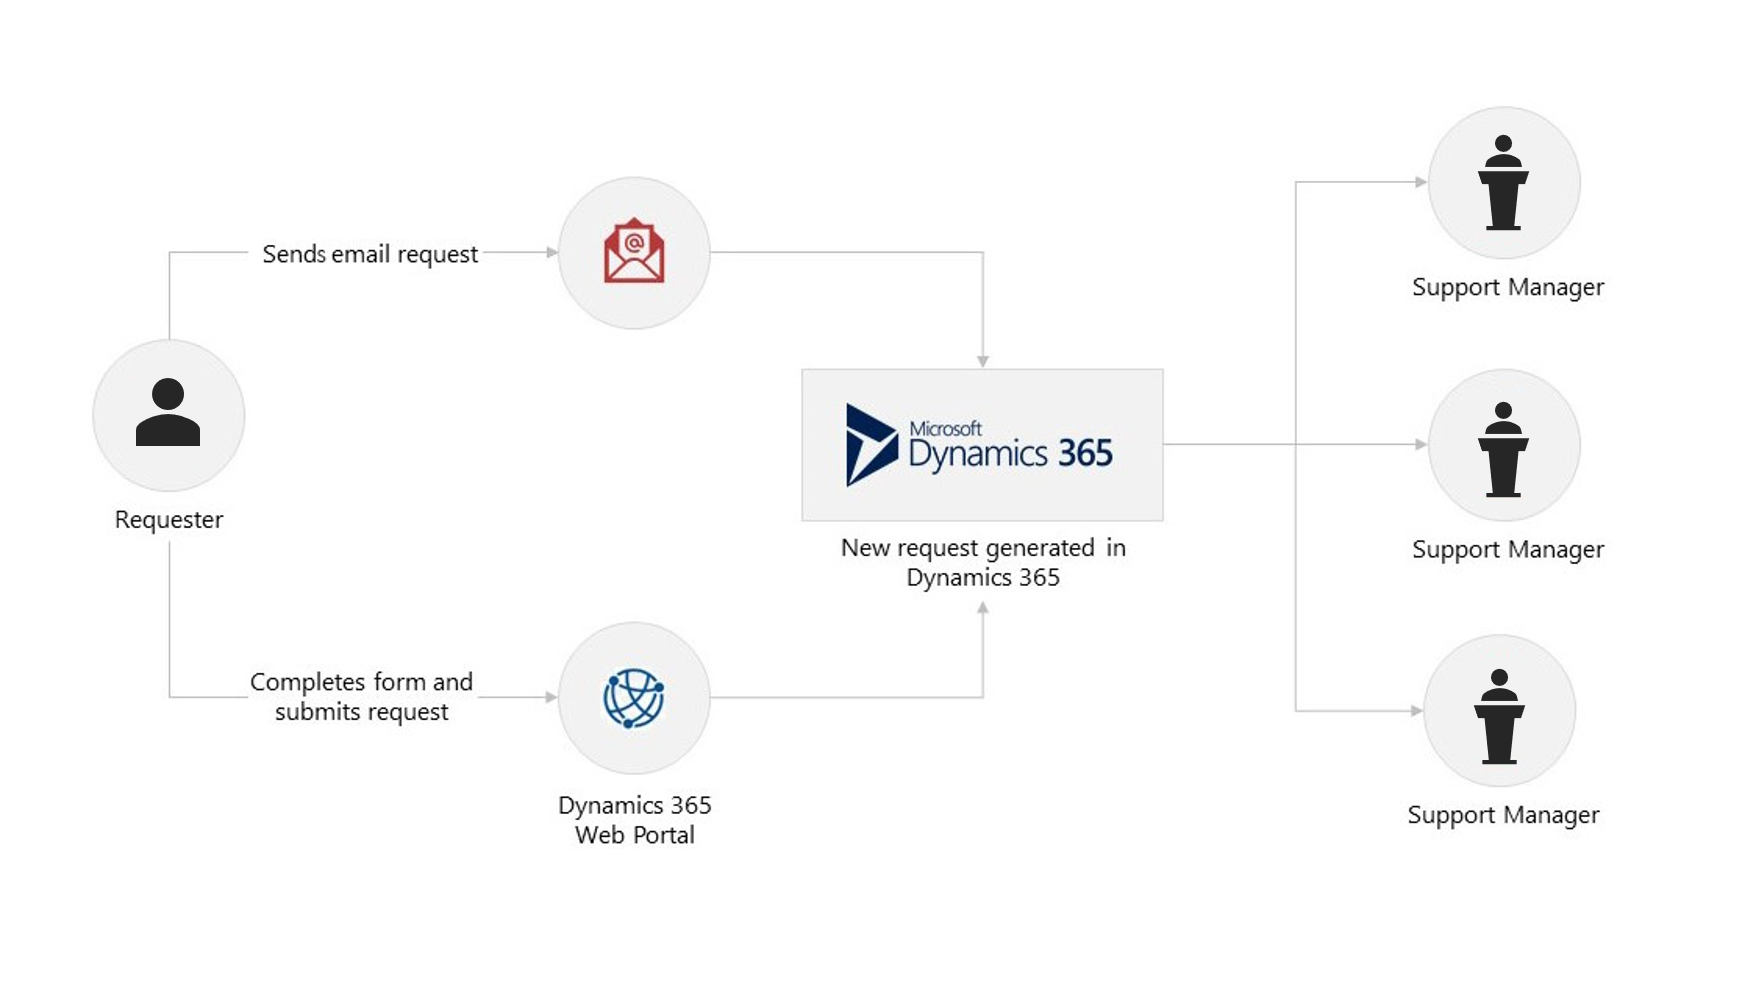 Sends email request
Requester
Completes form and
submits request
Dynamics 365
Web Portal
Microsoft
Dynamics 365
New request generated in
Dynamics 365
Support Manager
Support Manager
Support Manager